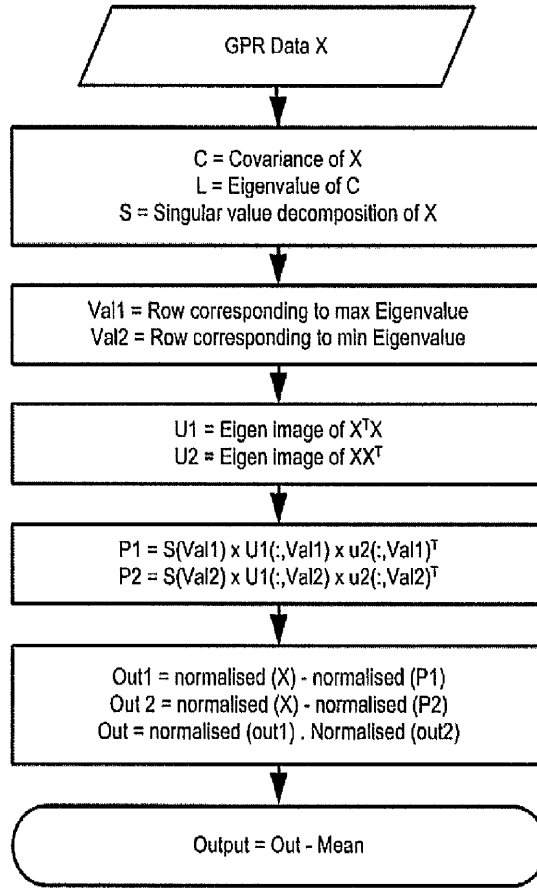 GPR Data X
C = Covariance of X
L = Eigenvalue of C
S = Singular value decomposition of X
Val1 = Row corresponding to max Eigenvalue
Val2 = Row corresponding to min Eigenvalue
U1 = Eigen image of XᵀX
U2 = Eigen image of XXᵀ
P1 = S(Val1) x U1(:,Val1) x u2(:,Val1)ᵀ
P2 = S(Val2) x U1(:,Val2) x u2(:,Val2)ᵀ
Out1 = normalised (X) - normalised (P1)
Out 2 = normalised (X) - normalised (P2)
Out = normalised (out1) . Normalised (out2)
Output = Out - Mean